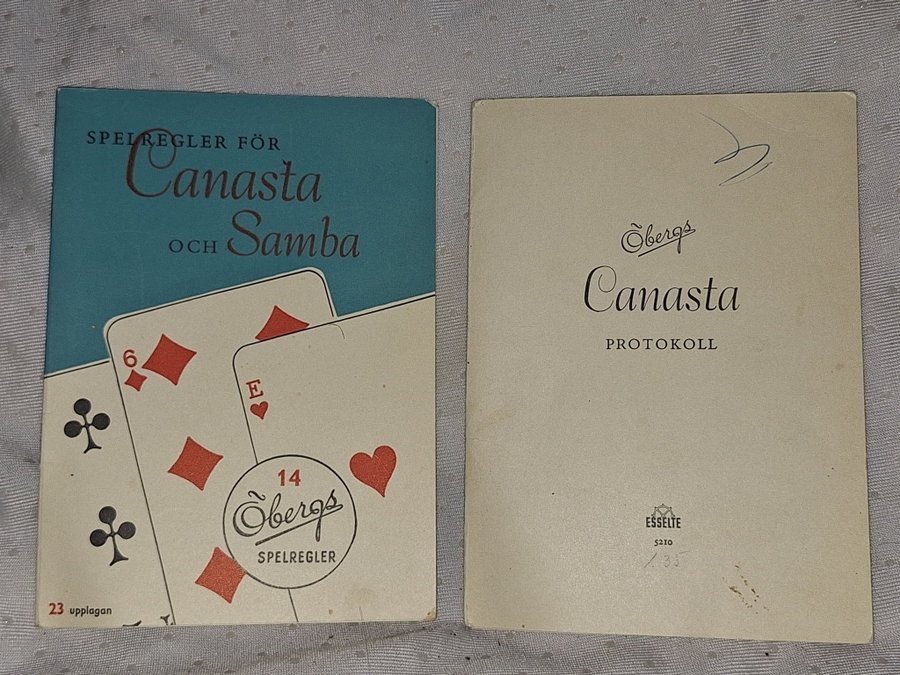 SPELREGLER FÖR
Canasta
OCH Samba
6
E
14
Öbergs
SPELREGLER
23 upplagan
Öbergs
Canasta
PROTOKOLL
ESSELTE
5210